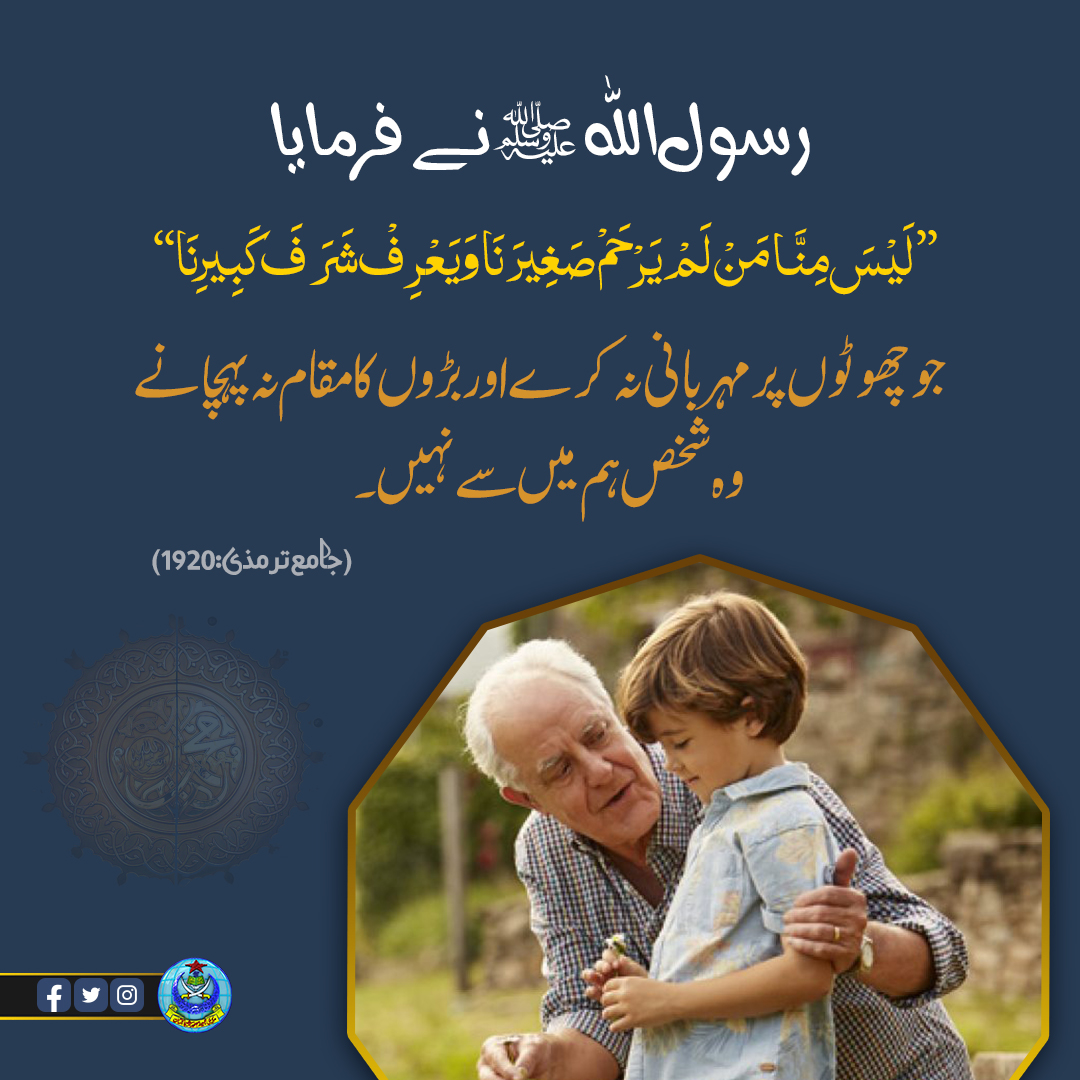 رسول اللہ ﷺ نے فرمایا
”لَيْسَ مِنَّا مَنْ لَمْ يَرْحَمْ صَغِيرَنَا وَيَعْرِفْ شَرَفَ كَبِيرِنَا“
جو چھوٹوں پر مہربانی نہ کرے اور بڑوں کا مقام نہ پہچانے
وہ شخص ہم میں سے نہیں۔
(جامع ترمذی:1920)